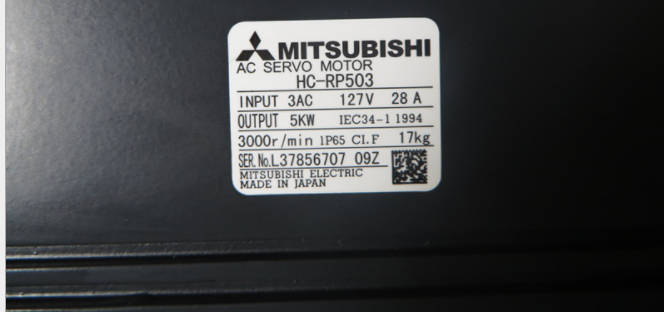 MITSUBISHI
AC SERVO MOTOR
HC-RP503
INPUT 3AC 127V 28 A
OUTPUT 5KW IEC34-1 1994
3000r/min IP65 CI.F 17kg
SER.No.L37856707 09Z
MITSUBISHI ELECTRIC
MADE IN JAPAN